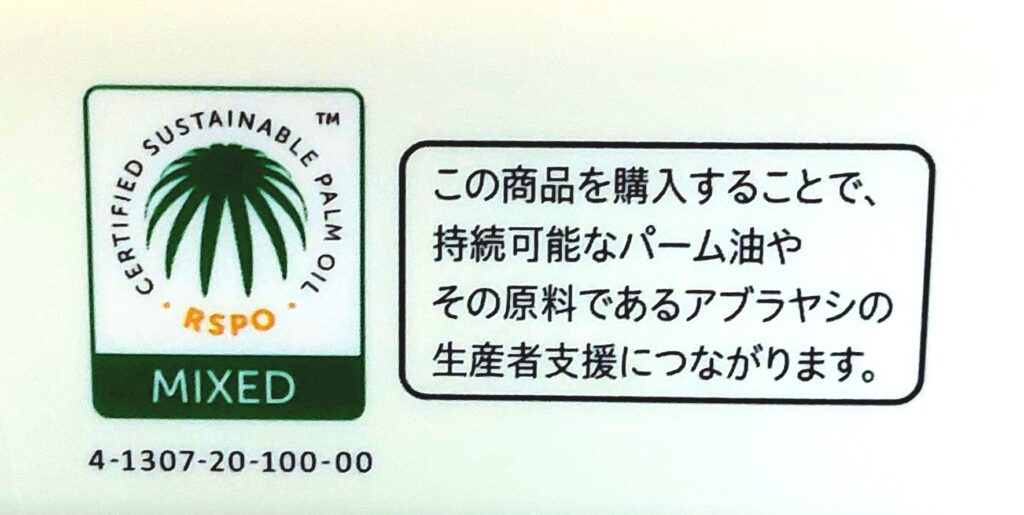 CERTIFIED SUSTAINABLE PALM OIL
TM
RSPO
MIXED
4-1307-20-100-00
この商品を購入することで、
持続可能なパーム油や
その原料であるアブラヤシの
生産者支援につながります。